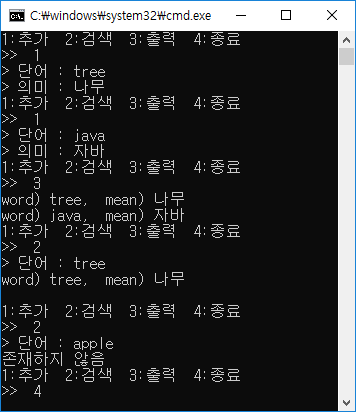 C:\windows\system32\cmd.exe
1:추가 2:검색 3:출력 4:종료
>> 1
> 단어 : tree
> 의미 : 나무
1:추가 2:검색 3:출력 4:종료
>> 1
> 단어 : java
> 의미 : 자바
1:추가 2:검색 3:출력 4:종료
>> 3
word) tree, mean) 나무
word) java, mean) 자바
1:추가 2:검색 3:출력 4:종료
>> 2
> 단어 : tree
word) tree, mean) 나무
1:추가 2:검색 3:출력 4:종료
>> 2
> 단어 : apple
존재하지 않음
1:추가 2:검색 3:출력 4:종료
>> 4